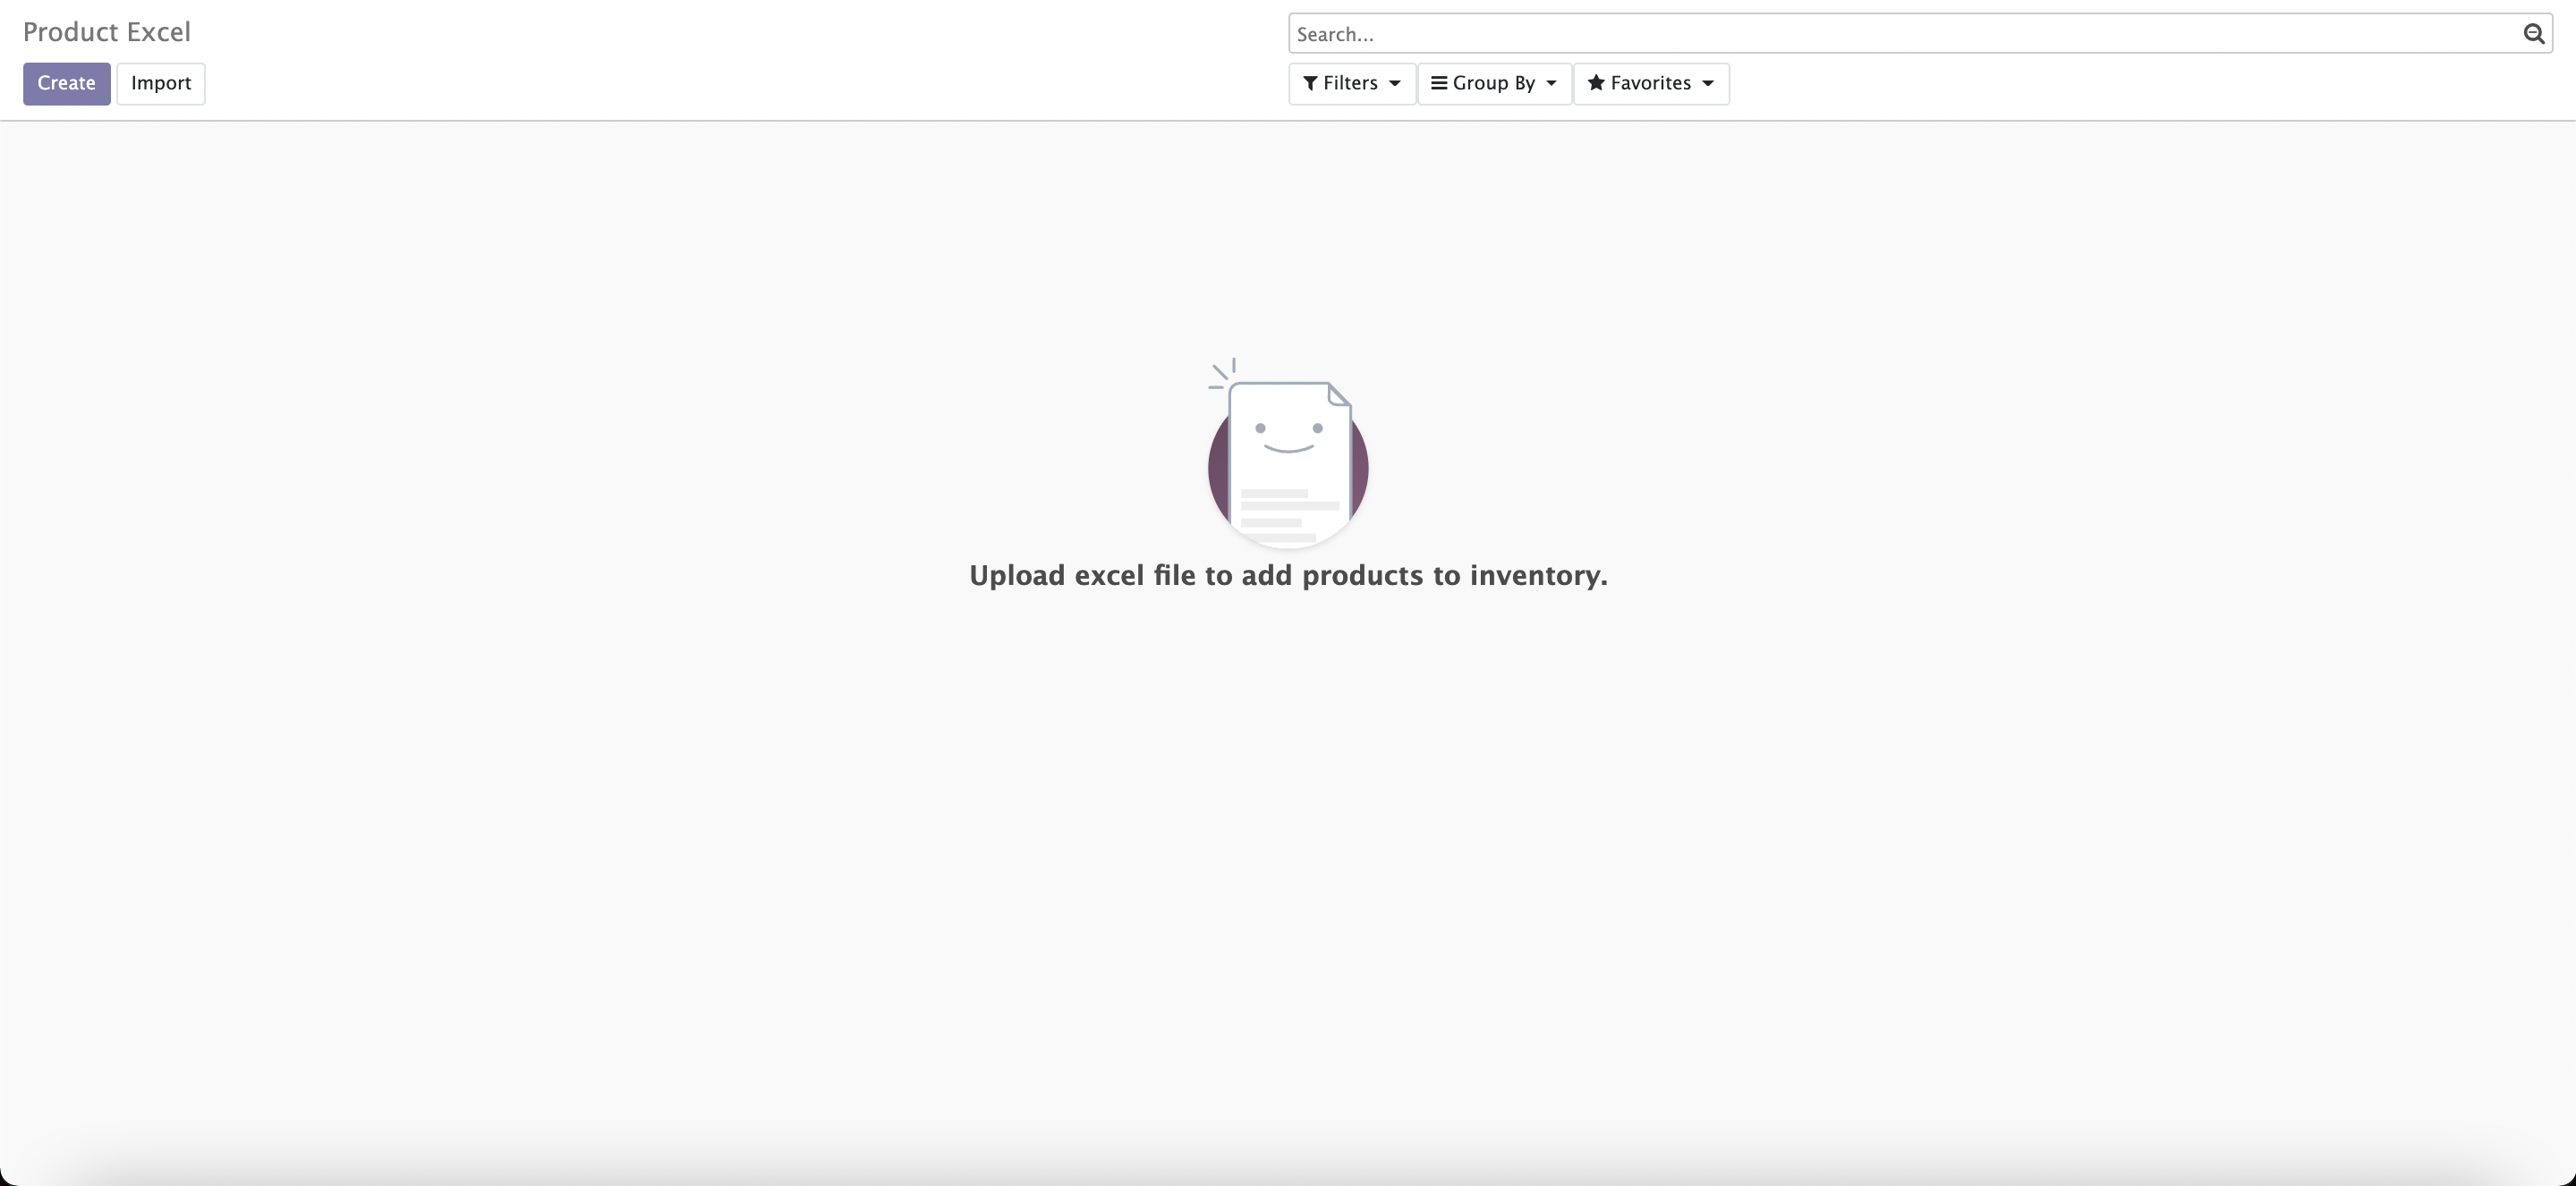 Product Excel
Search...
Create Import
Filters Group By Favorites
Upload excel file to add products to inventory.